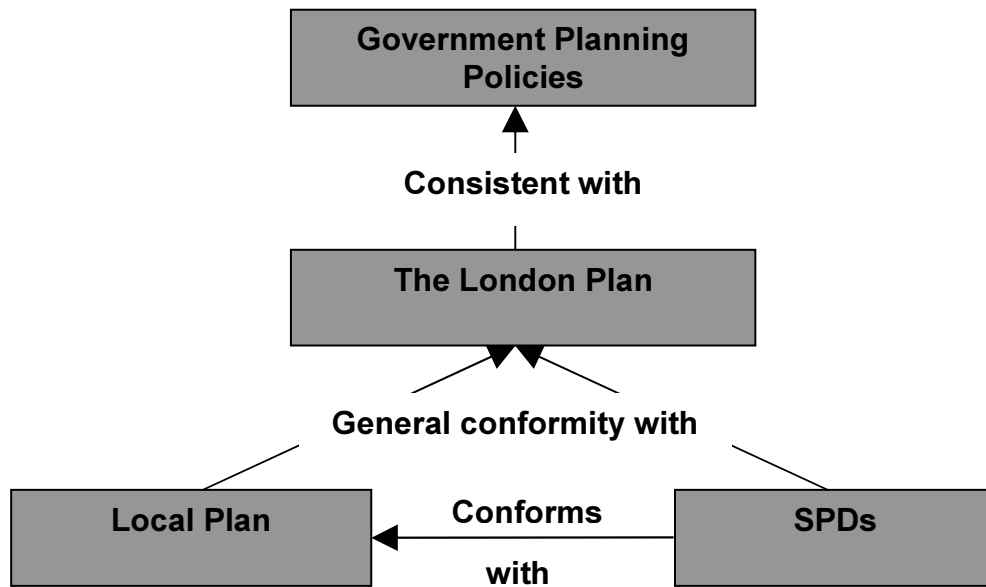 Government Planning
Policies
Consistent with
The London Plan
General conformity with
Local Plan
Conforms
with
SPDs